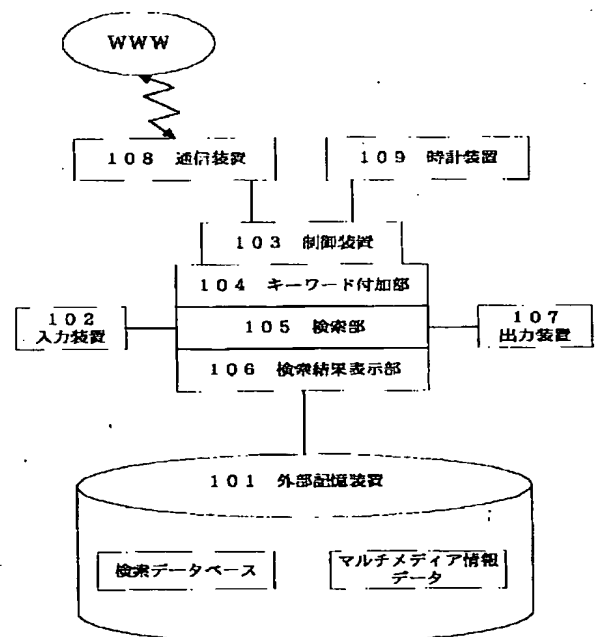 WWW
108 通信装置
109 時計装置
103 制御装置
104 キーワード付加部
102
入力装置
105 検索部
107
出力装置
106 検索結果表示部
101 外部記憶装置
検索データベース
マルチメディア情報
データ